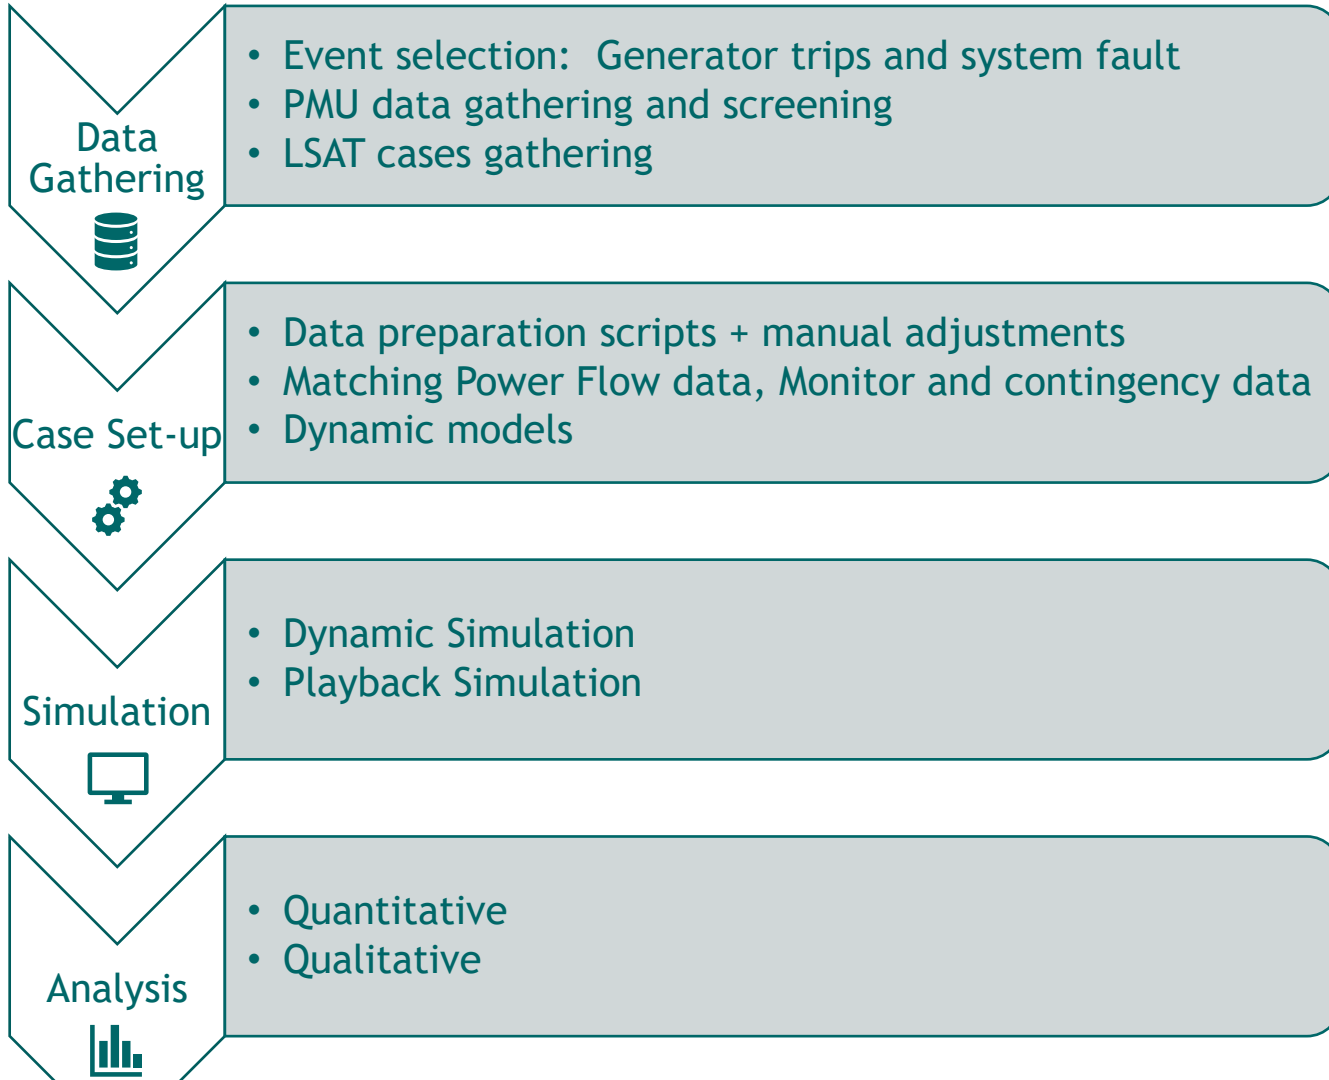 Data
Gathering
• Event selection:  Generator trips and system fault
• PMU data gathering and screening
• LSAT cases gathering
Case Set-up
• Data preparation scripts + manual adjustments
• Matching Power Flow data, Monitor and contingency data
• Dynamic models
Simulation
• Dynamic Simulation
• Playback Simulation
Analysis
• Quantitative
• Qualitative